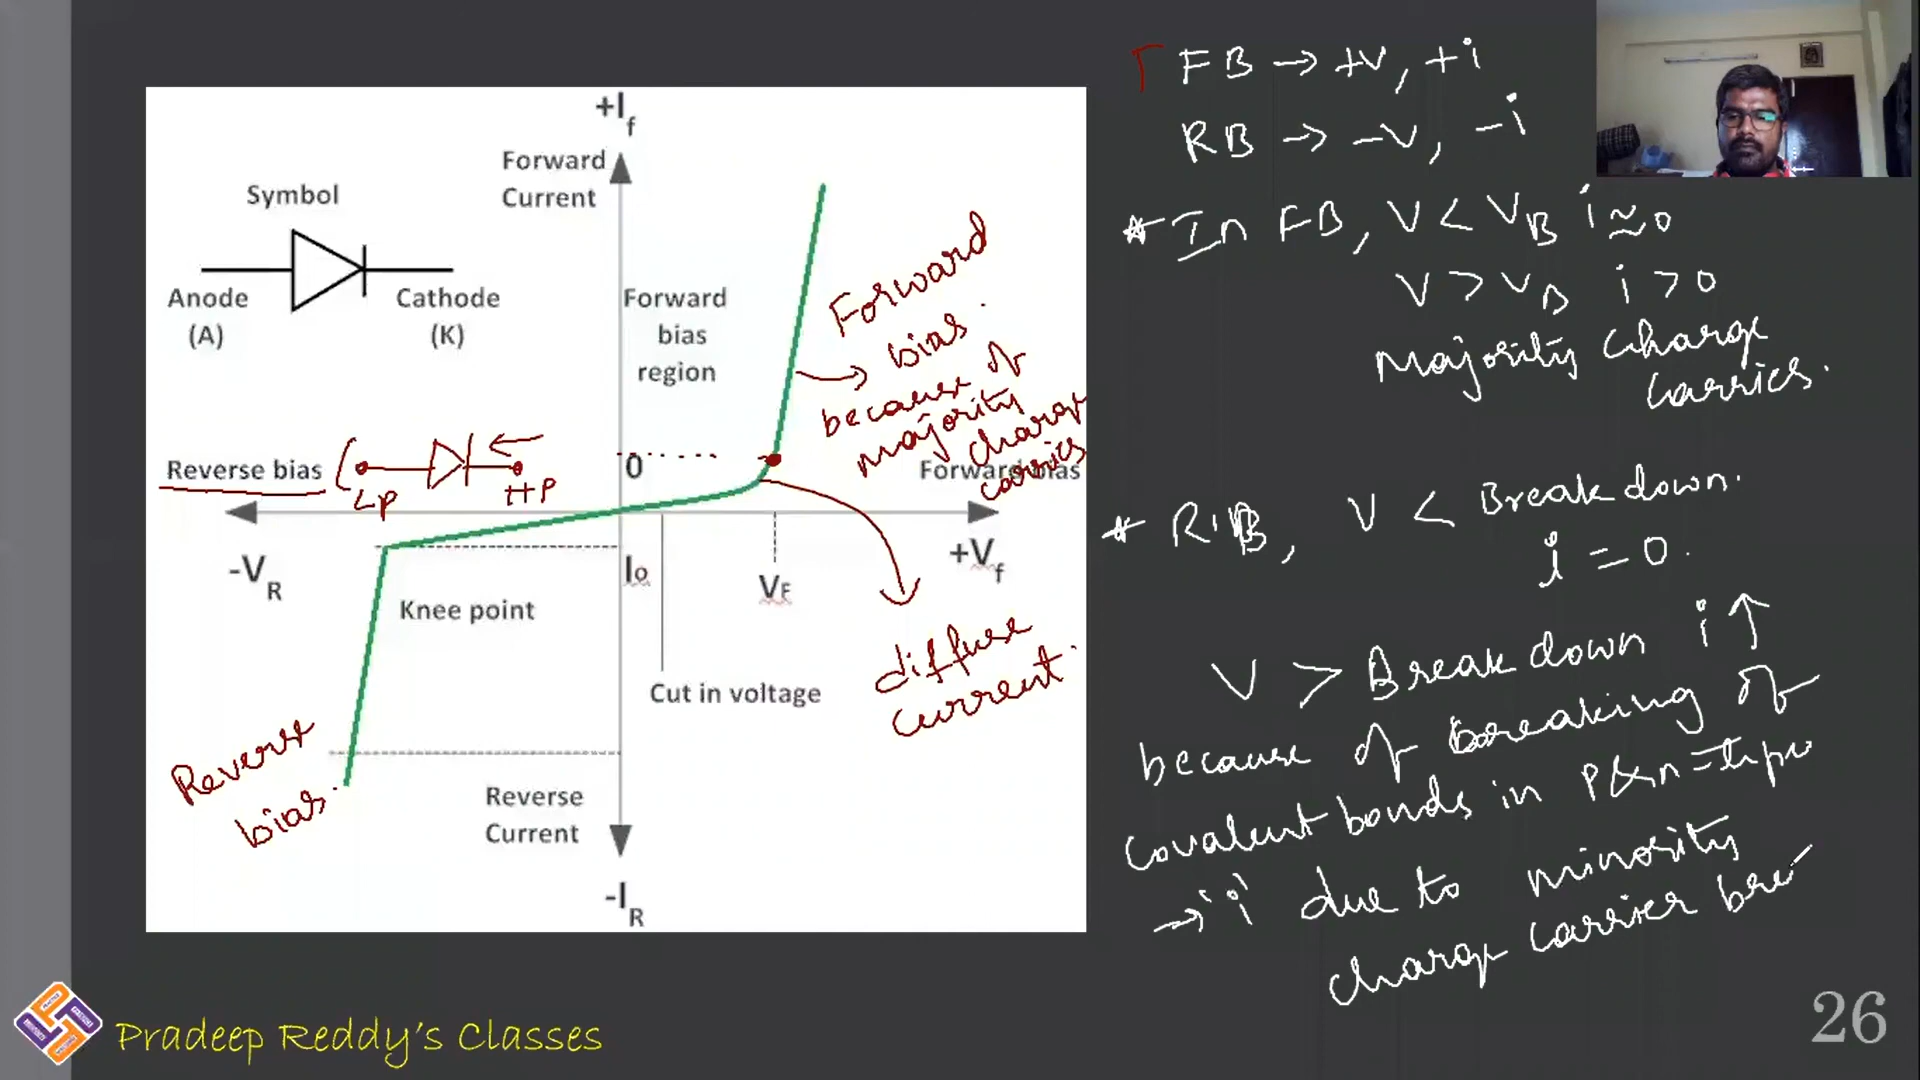 +If
Forward
Current
Symbol
Anode
(A)
Cathode
(K)
Forward
bias
region
Forward
bias.
because of
majority
charge
carries
Reverse bias
LP
HP
0
Forward bias
-VR
Io
VF
+Vf
Knee point
Cut in voltage
diffuse
current.
Reverse
bias.
Reverse
Current
-IR
FB → +V, +i
RB → -V, -i
* In FB, V < VB i ≈ 0
V > VB i > 0
Majority Charge
Carries.
* R.B, V < Break down.
i = 0.
V > Break down i ↑
because of breaking of
covalent bonds in P & n-type
→ 'i' due to minority
charge carrier bre
Pradeep Reddy's Classes
26